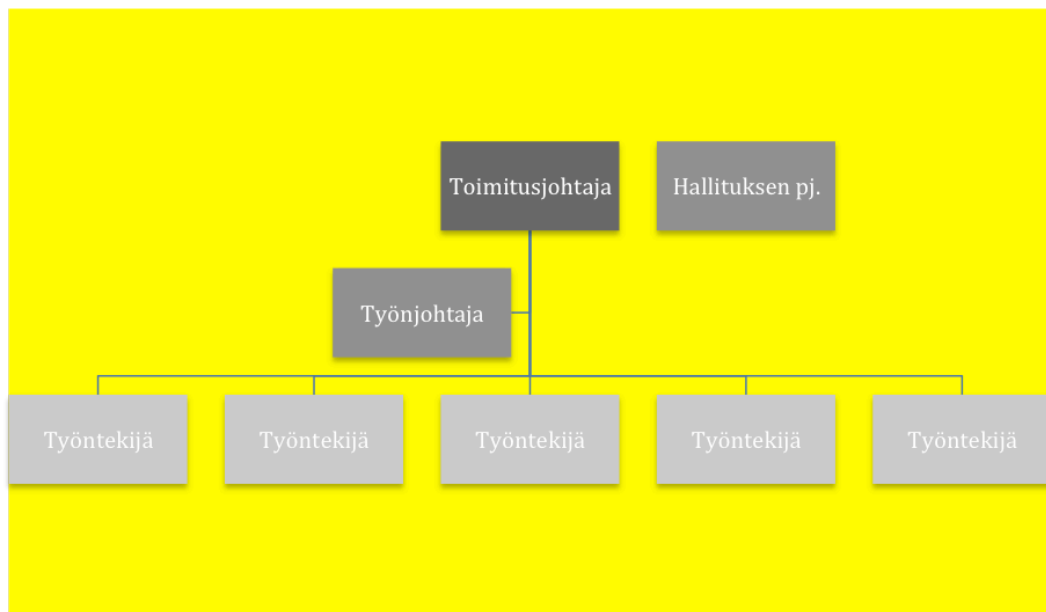 Toimitusjohtaja
Hallituksen pj.
Työnjohtaja
Työntekijä
Työntekijä
Työntekijä
Työntekijä
Työntekijä